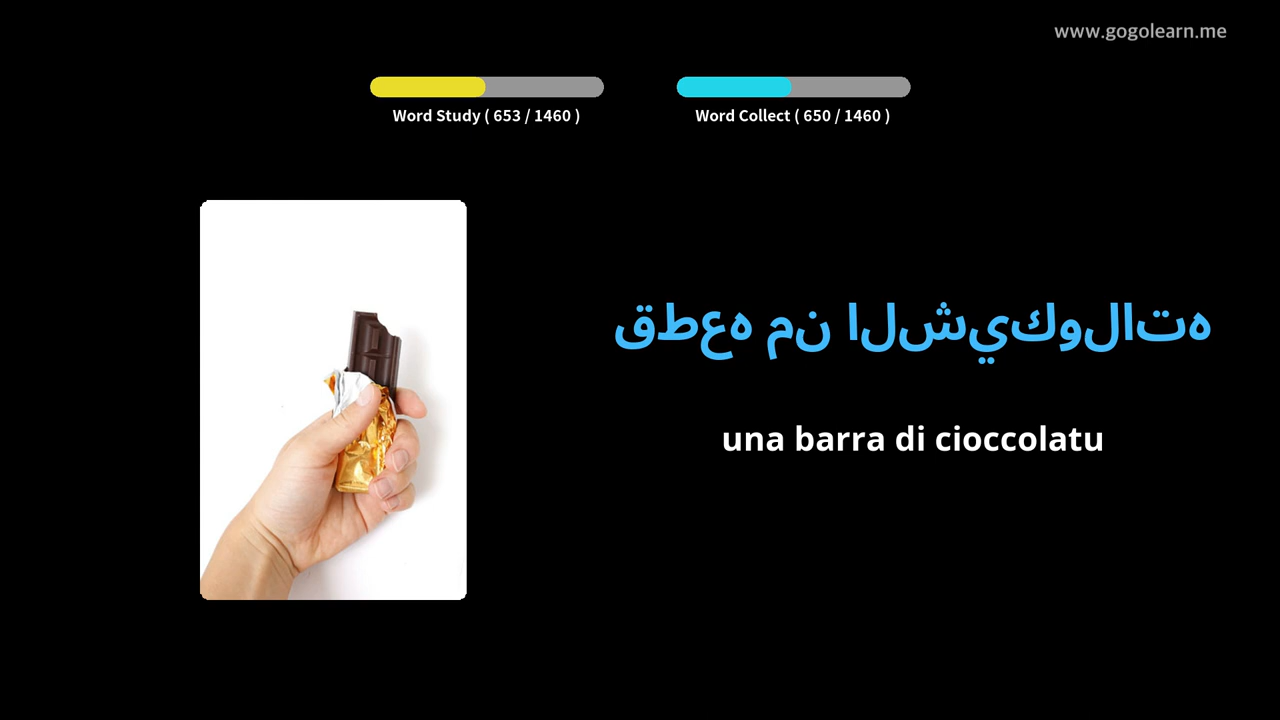 www.gogolearn.me
Word Study ( 653 / 1460 )
Word Collect ( 650 / 1460 )
قطعه من الشيكولاته
una barra di cioccolatu